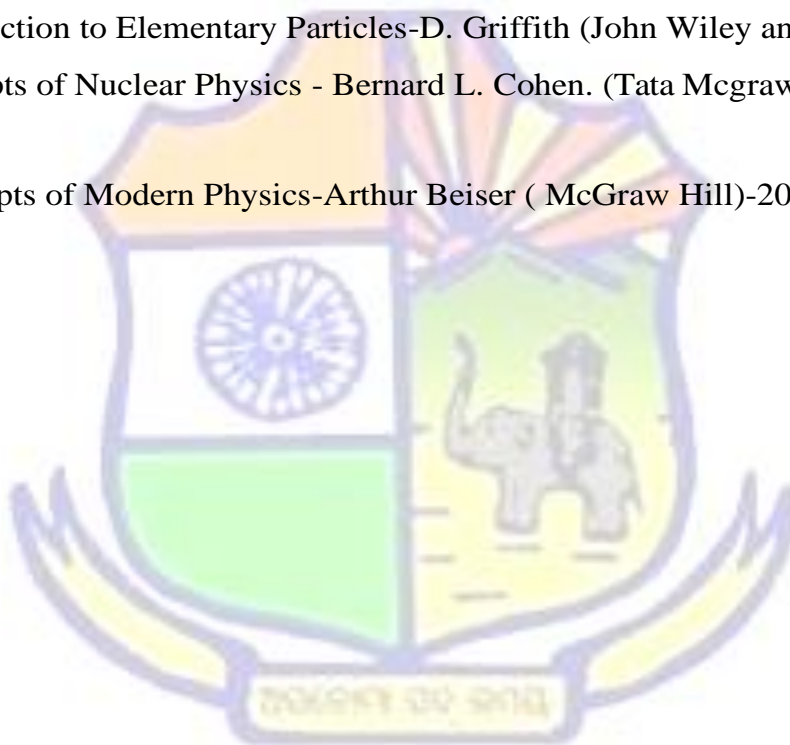 ction to Elementary Particles-D. Griffith (John Wiley an
ots of Nuclear Physics - Bernard L. Cohen. (Tata Mcgraw
pts of Modern Physics-Arthur Beiser ( McGraw Hill)-20